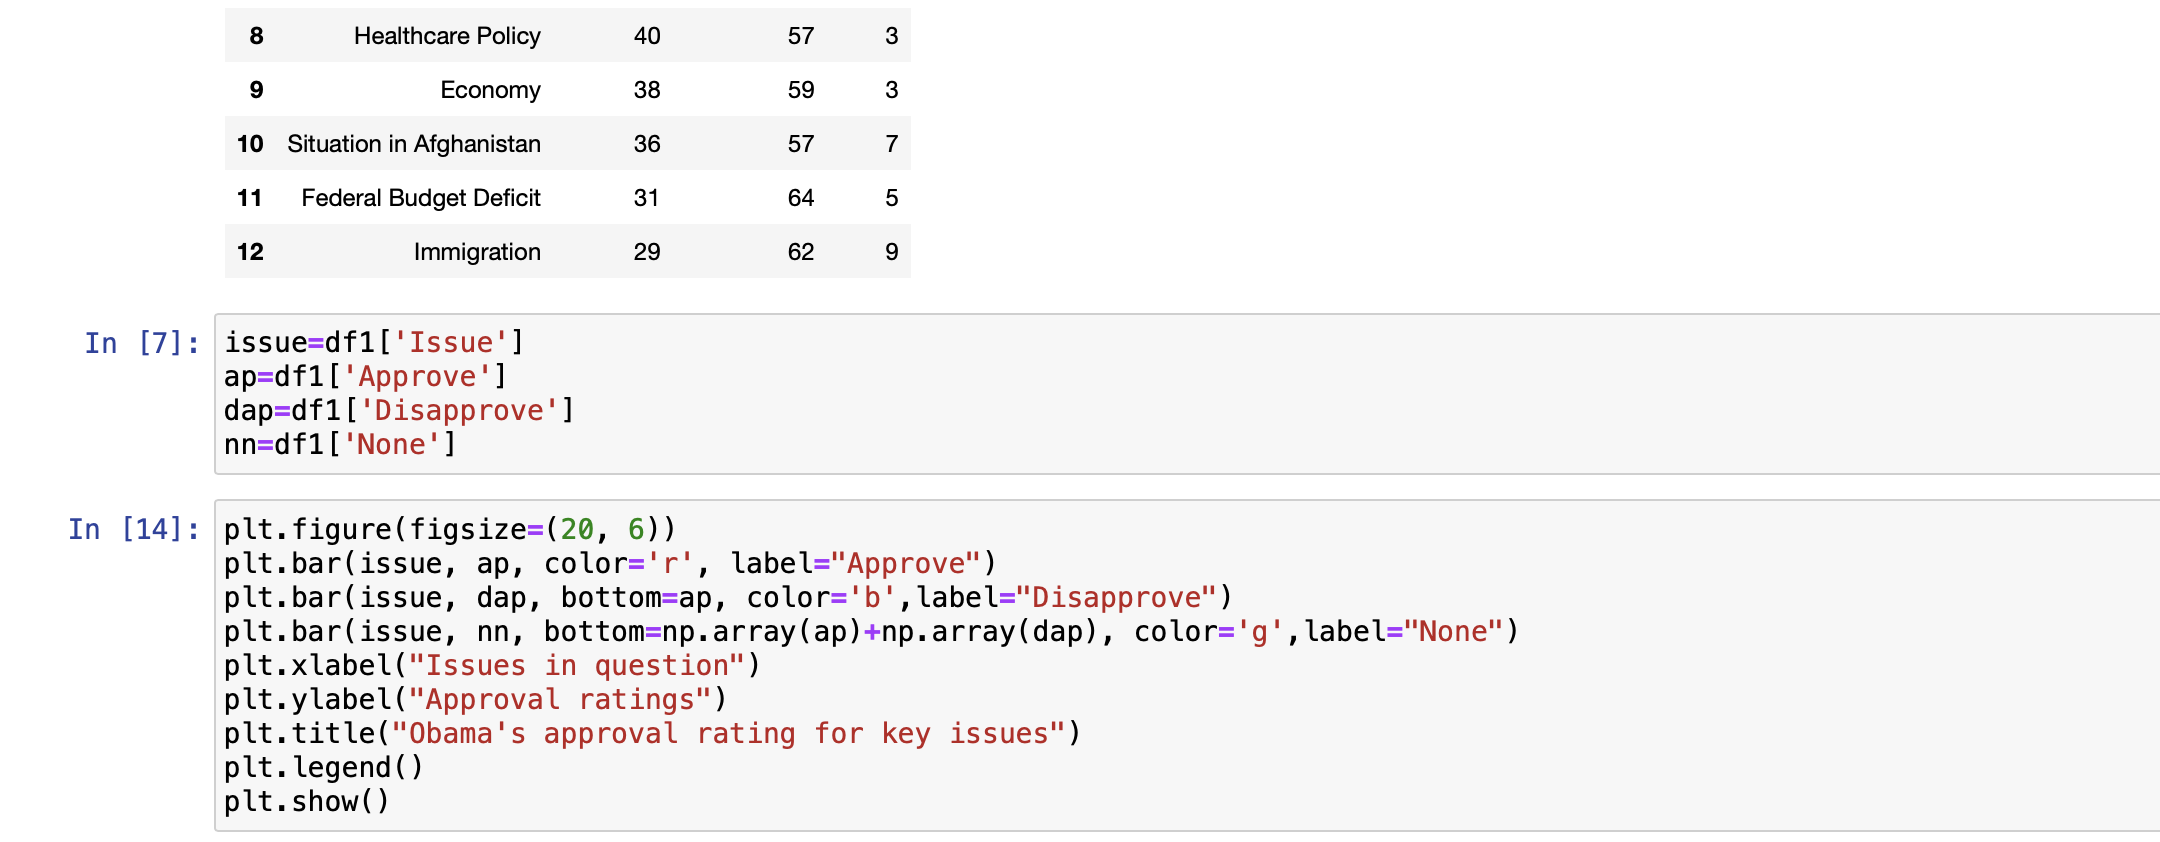 8 Healthcare Policy 40 57 3
9 Economy 38 59 3
10 Situation in Afghanistan 36 57 7
11 Federal Budget Deficit 31 64 5
12 Immigration 29 62 9
In [7]: issue=df1['Issue']
ap=df1['Approve']
dap=df1['Disapprove']
nn=df1['None']
In [14]: plt.figure(figsize=(20, 6))
plt.bar(issue, ap, color='r', label="Approve")
plt.bar(issue, dap, bottom=ap, color='b',label="Disapprove")
plt.bar(issue, nn, bottom=np.array(ap)+np.array(dap), color='g',label="None")
plt.xlabel("Issues in question")
plt.ylabel("Approval ratings")
plt.title("Obama's approval rating for key issues")
plt.legend()
plt.show()